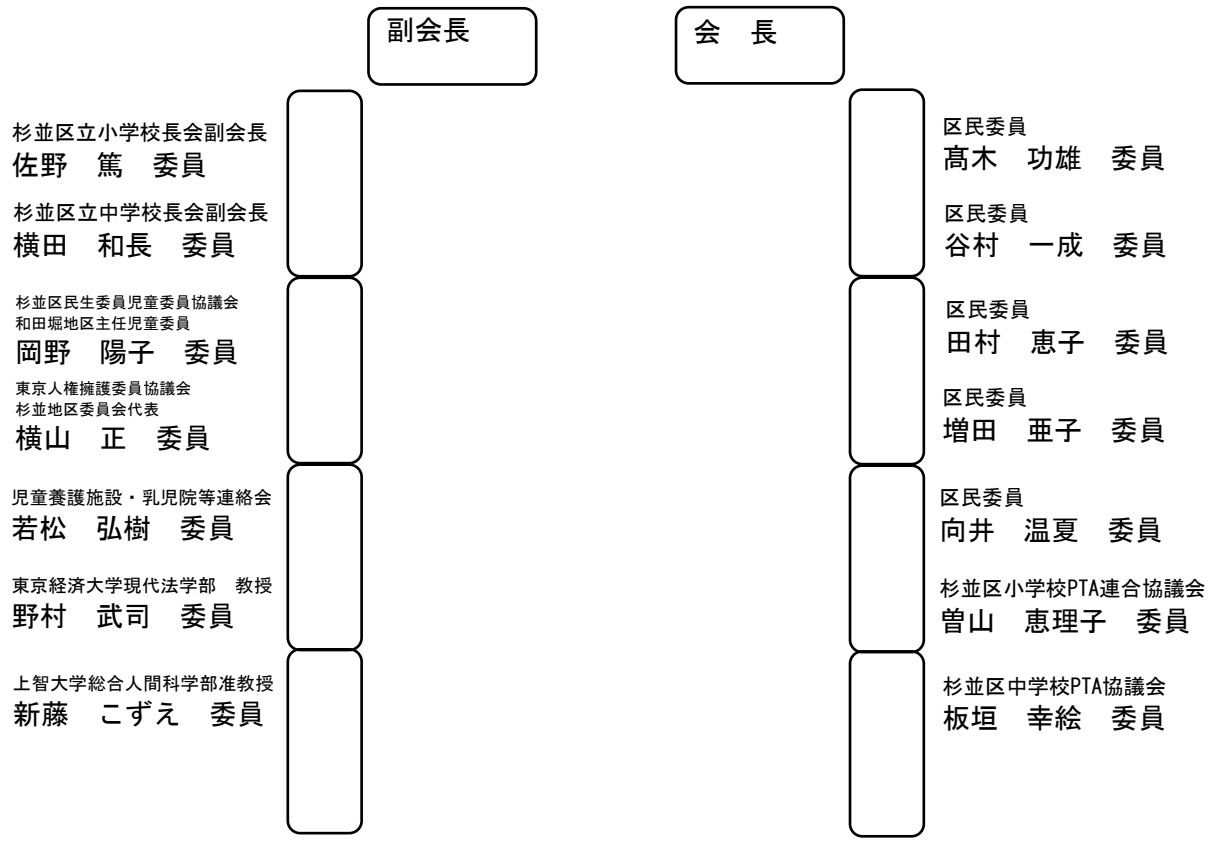 副会長
会　長
杉並区立小学校長会副会長
佐野　篤　委員
杉並区立中学校長会副会長
横田　和長　委員
杉並区民生委員児童委員協議会
和田堀地区主任児童委員
岡野　陽子　委員
東京人権擁護委員協議会
杉並地区委員会代表
横山　正　委員
児童養護施設・乳児院等連絡会
若松　弘樹　委員
東京経済大学現代法学部　教授
野村　武司　委員
上智大学総合人間科学部准教授
新藤　こずえ　委員
区民委員
髙木　功雄　委員
区民委員
谷村　一成　委員
区民委員
田村　恵子　委員
区民委員
増田　亜子　委員
区民委員
向井　温夏　委員
杉並区小学校PTA連合協議会
曽山　恵理子　委員
杉並区中学校PTA協議会
板垣　幸絵　委員